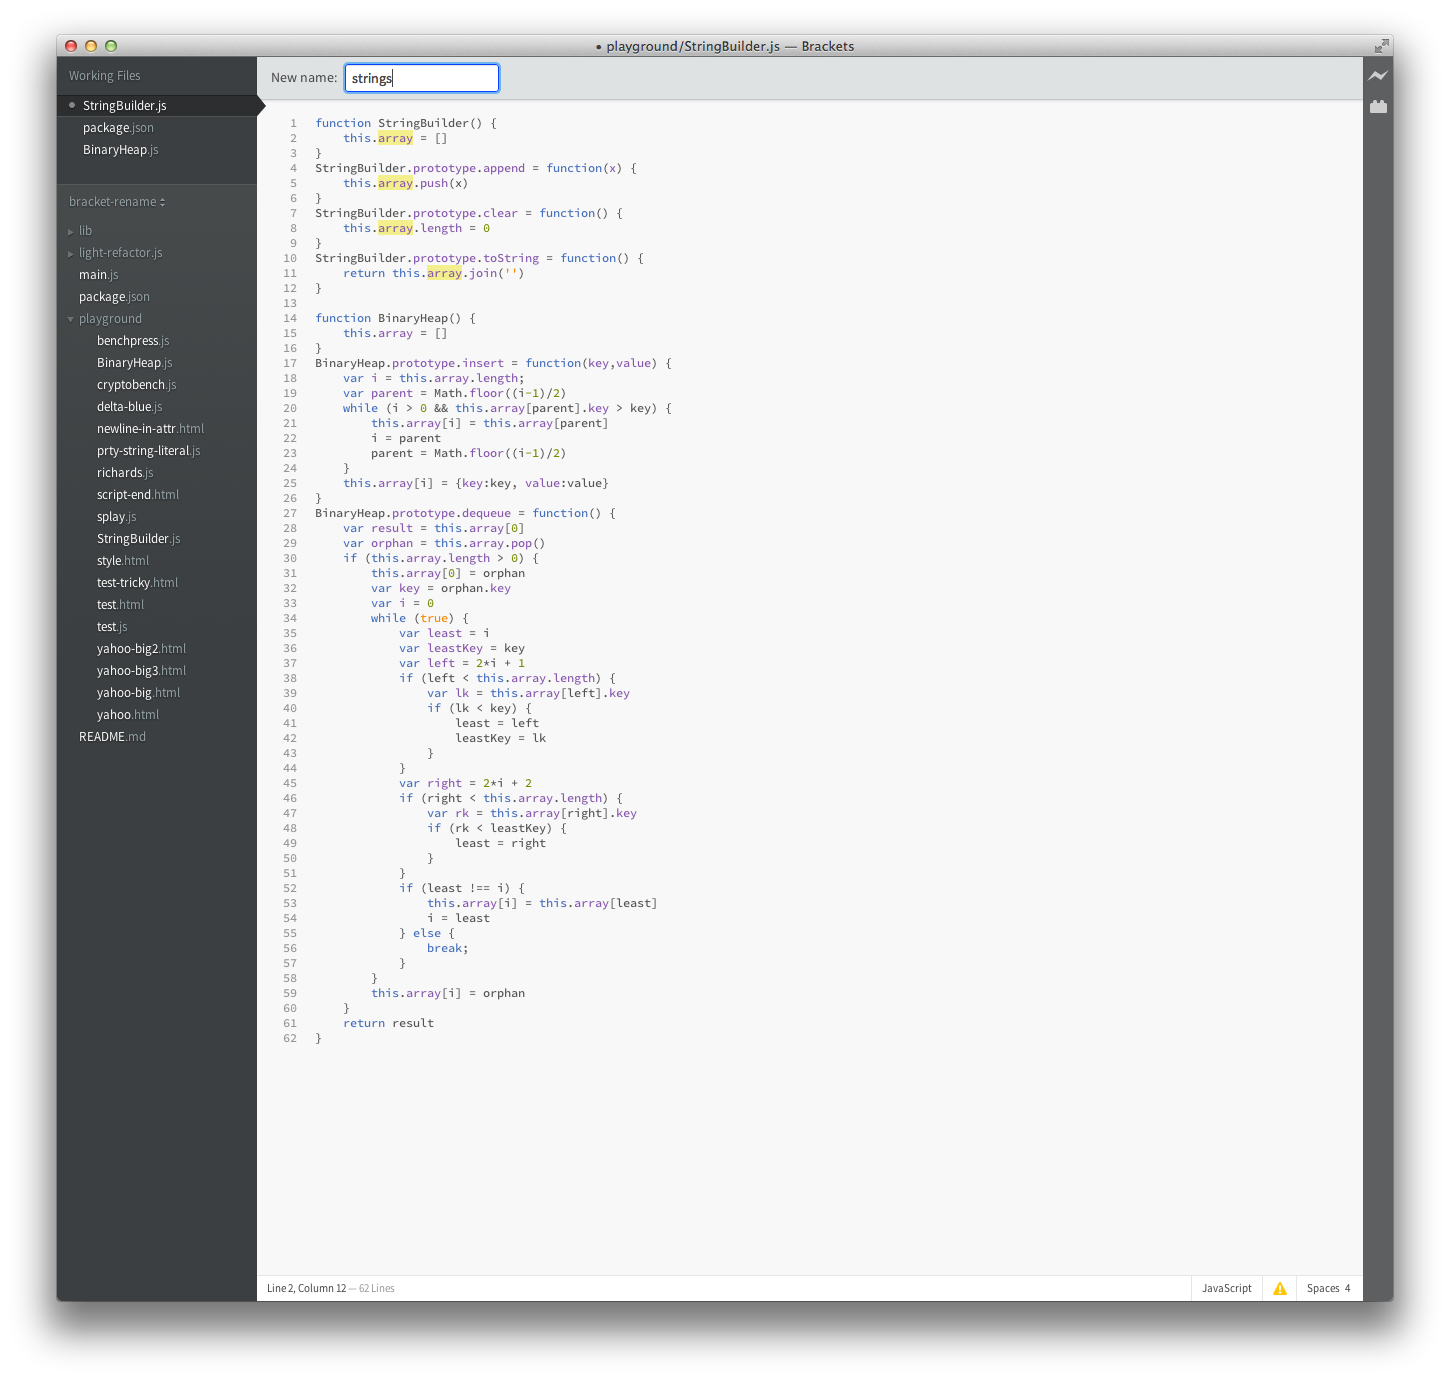 • playground/StringBuilder.js — Brackets
Working Files
StringBuilder.js
package.json
BinaryHeap.js
bracket-rename
lib
light-refactor.js
main.js
package.json
playground
benchpress.js
BinaryHeap.js
cryptobench.js
delta-blue.js
newline-in-attr.html
prty-string-literal.js
richards.js
script-end.html
splay.js
StringBuilder.js
style.html
test-tricky.html
test.html
test.js
yahoo-big2.html
yahoo-big3.html
yahoo-big.html
yahoo.html
README.md
New name: strings
1 function StringBuilder() {
2     this.array = []
3 }
4 StringBuilder.prototype.append = function(x) {
5     this.array.push(x)
6 }
7 StringBuilder.prototype.clear = function() {
8     this.array.length = 0
9 }
10 StringBuilder.prototype.toString = function() {
11     return this.array.join('')
12 }
13
14 function BinaryHeap() {
15     this.array = []
16 }
17 BinaryHeap.prototype.insert = function(key,value) {
18     var i = this.array.length;
19     var parent = Math.floor((i-1)/2)
20     while (i > 0 && this.array[parent].key > key) {
21         this.array[i] = this.array[parent]
22         i = parent
23         parent = Math.floor((i-1)/2)
24     }
25     this.array[i] = {key:key, value:value}
26 }
27 BinaryHeap.prototype.dequeue = function() {
28     var result = this.array[0]
29     var orphan = this.array.pop()
30     if (this.array.length > 0) {
31         this.array[0] = orphan
32         var key = orphan.key
33         var i = 0
34         while (true) {
35             var least = i
36             var leastKey = key
37             var left = 2*i + 1
38             if (left < this.array.length) {
39                 var lk = this.array[left].key
40                 if (lk < key) {
41                     least = left
42                     leastKey = lk
43                 }
44             }
45             var right = 2*i + 2
46             if (right < this.array.length) {
47                 var rk = this.array[right].key
48                 if (rk < leastKey) {
49                     least = right
50                 }
51             }
52             if (least !== i) {
53                 this.array[i] = this.array[least]
54                 i = least
55             } else {
56                 break;
57             }
58         }
59         this.array[i] = orphan
60     }
61     return result
62 }
Line 2, Column 12 — 62 Lines
JavaScript
Spaces 4